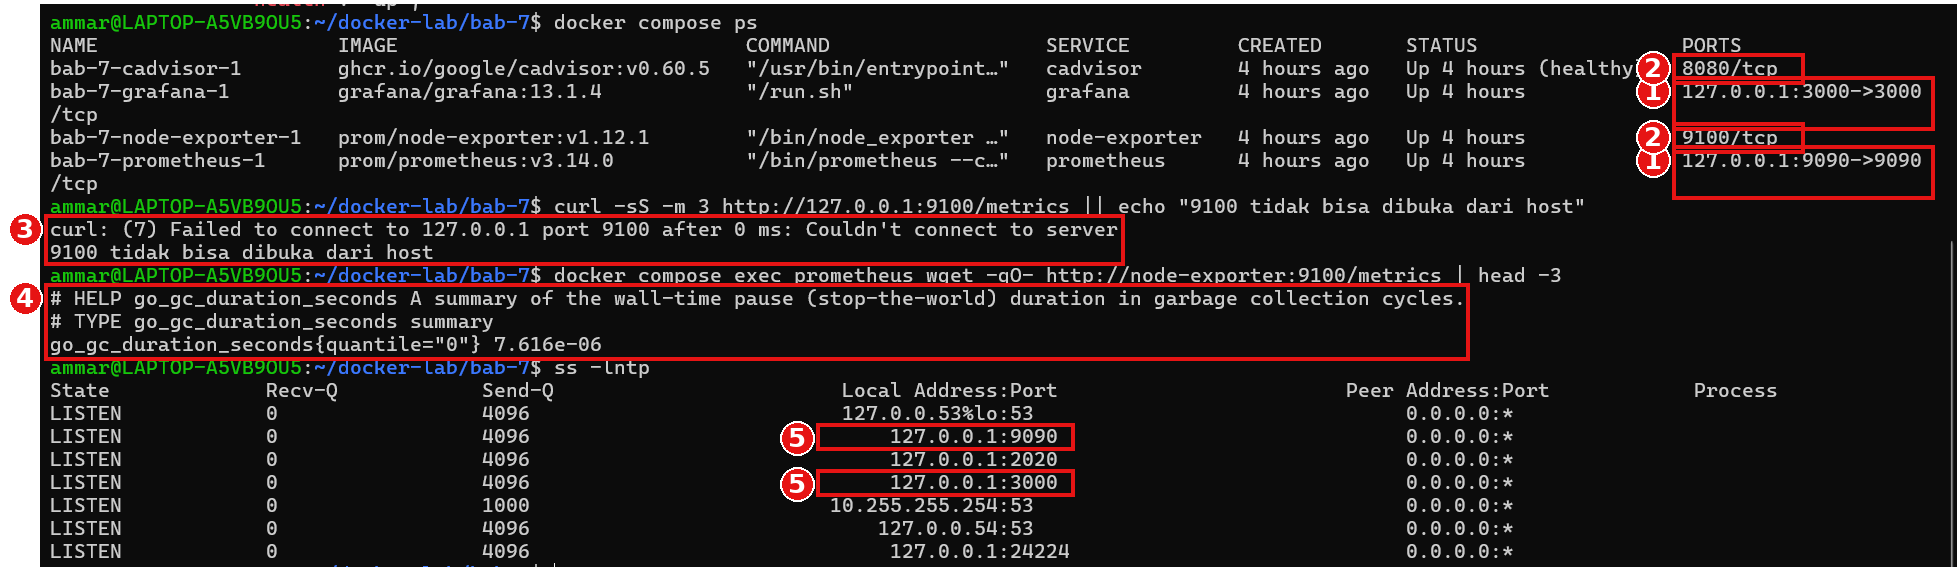 ammar@LAPTOP-A5VB9OU5:~/docker-lab/bab-7$ docker compose ps
NAME IMAGE COMMAND SERVICE CREATED STATUS PORTS
bab-7-cadvisor-1 ghcr.io/google/cadvisor:v0.60.5 "/usr/bin/entrypoint…" cadvisor 4 hours ago Up 4 hours (healthy) 2 8080/tcp
bab-7-grafana-1 grafana/grafana:13.1.4 "/run.sh" grafana 4 hours ago Up 4 hours 1 127.0.0.1:3000->3000
/tcp
bab-7-node-exporter-1 prom/node-exporter:v1.12.1 "/bin/node_exporter …" node-exporter 4 hours ago Up 4 hours 2 9100/tcp
bab-7-prometheus-1 prom/prometheus:v3.14.0 "/bin/prometheus --c…" prometheus 4 hours ago Up 4 hours 1 127.0.0.1:9090->9090
/tcp
ammar@LAPTOP-A5VB9OU5:~/docker-lab/bab-7$ curl -sS -m 3 http://127.0.0.1:9100/metrics || echo "9100 tidak bisa dibuka dari host"
3 curl: (7) Failed to connect to 127.0.0.1 port 9100 after 0 ms: Couldn't connect to server
9100 tidak bisa dibuka dari host
ammar@LAPTOP-A5VB9OU5:~/docker-lab/bab-7$ docker compose exec prometheus wget -qO- http://node-exporter:9100/metrics | head -3
4 # HELP go_gc_duration_seconds A summary of the wall-time pause (stop-the-world) duration in garbage collection cycles.
# TYPE go_gc_duration_seconds summary
go_gc_duration_seconds{quantile="0"} 7.616e-06
ammar@LAPTOP-A5VB9OU5:~/docker-lab/bab-7$ ss -lntp
State Recv-Q Send-Q Local Address:Port Peer Address:Port Process
LISTEN 0 4096 127.0.0.53%lo:53 0.0.0.0:*
LISTEN 0 4096 5 127.0.0.1:9090 0.0.0.0:*
LISTEN 0 4096 127.0.0.1:2020 0.0.0.0:*
LISTEN 0 4096 5 127.0.0.1:3000 0.0.0.0:*
LISTEN 0 1000 10.255.255.254:53 0.0.0.0:*
LISTEN 0 4096 127.0.0.54:53 0.0.0.0:*
LISTEN 0 4096 127.0.0.1:24224 0.0.0.0:*